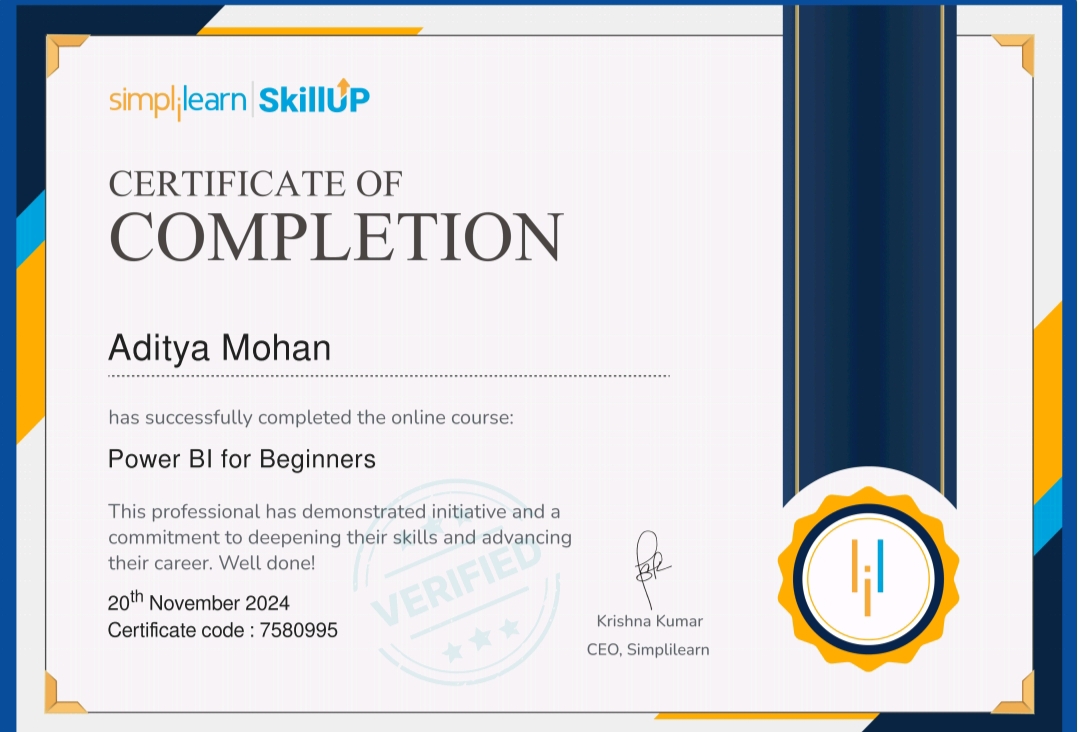 simplilearn | SkillUP
CERTIFICATE OF
COMPLETION
Aditya Mohan
has successfully completed the online course:
Power BI for Beginners
This professional has demonstrated initiative and a
commitment to deepening their skills and advancing
their career. Well done!
VERIFIED
20th November 2024
Certificate code : 7580995
Krishna Kumar
CEO, Simplilearn